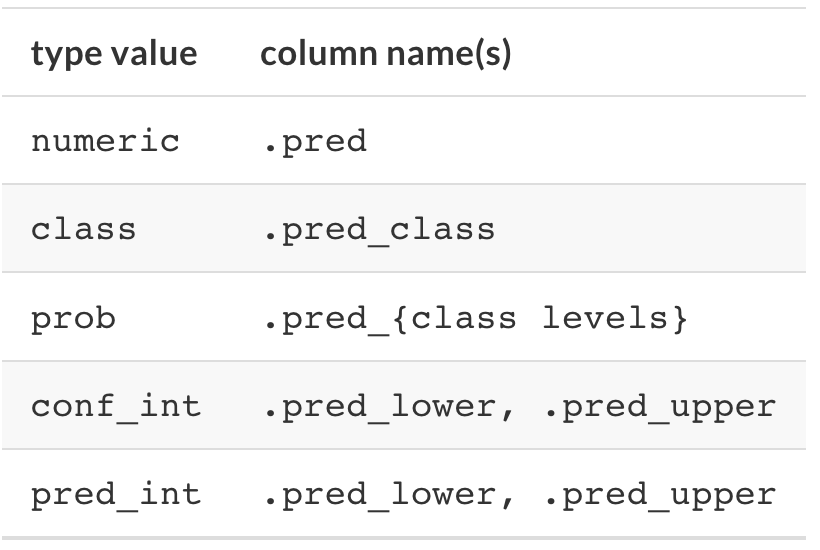 type value column name(s)
numeric .pred
class .pred_class
prob .pred_{class levels}
conf_int .pred_lower, .pred_upper
pred_int .pred_lower, .pred_upper